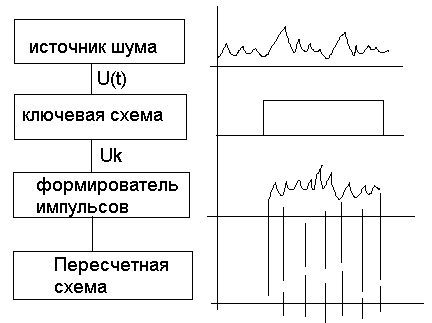 источник шума
U(t)
ключевая схема
Uk
формирователь
импульсов
Пересчетная
схема